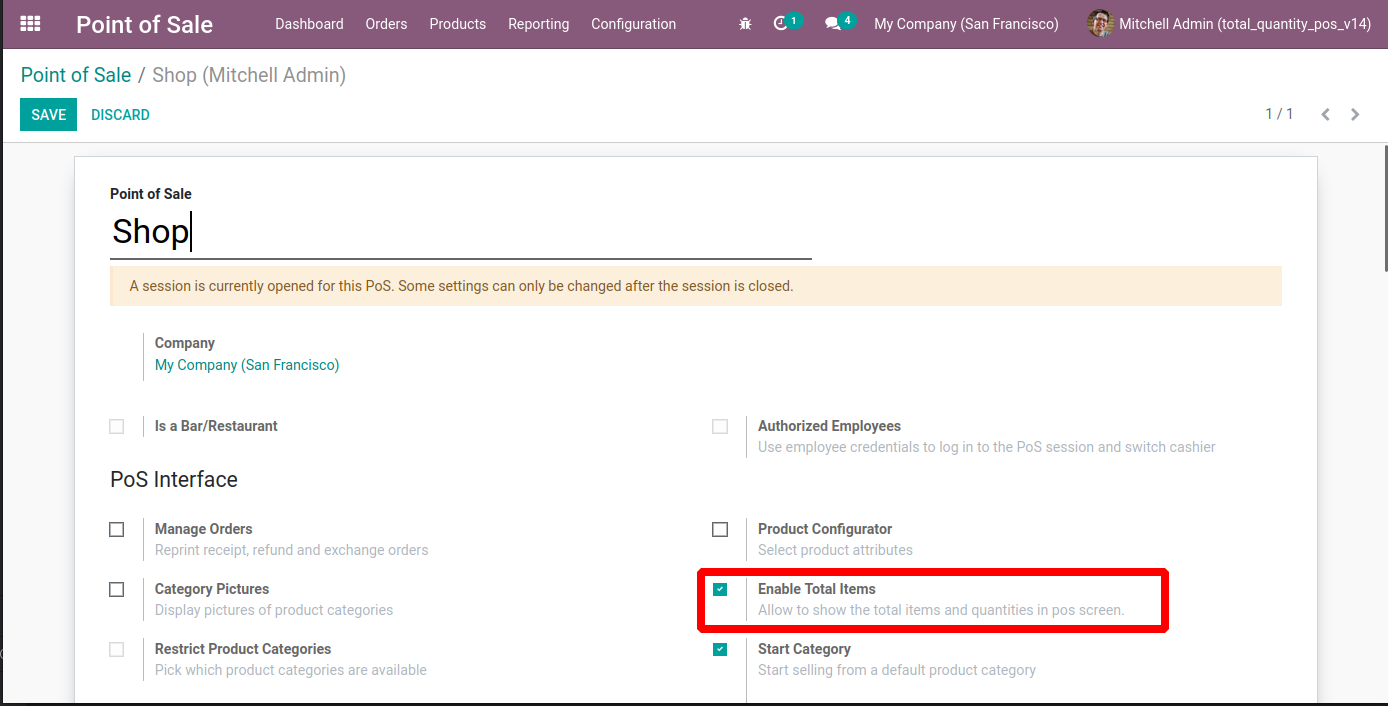 Point of Sale Dashboard Orders Products Reporting Configuration 1 4 My Company (San Francisco) Mitchell Admin (total_quantity_pos_v14)
Point of Sale / Shop (Mitchell Admin)
SAVE DISCARD 1 / 1
Point of Sale
Shop
A session is currently opened for this PoS. Some settings can only be changed after the session is closed.
Company
My Company (San Francisco)
Is a Bar/Restaurant
Authorized Employees
Use employee credentials to log in to the PoS session and switch cashier
PoS Interface
Manage Orders
Reprint receipt, refund and exchange orders
Product Configurator
Select product attributes
Category Pictures
Display pictures of product categories
Enable Total Items
Allow to show the total items and quantities in pos screen.
Restrict Product Categories
Pick which product categories are available
Start Category
Start selling from a default product category